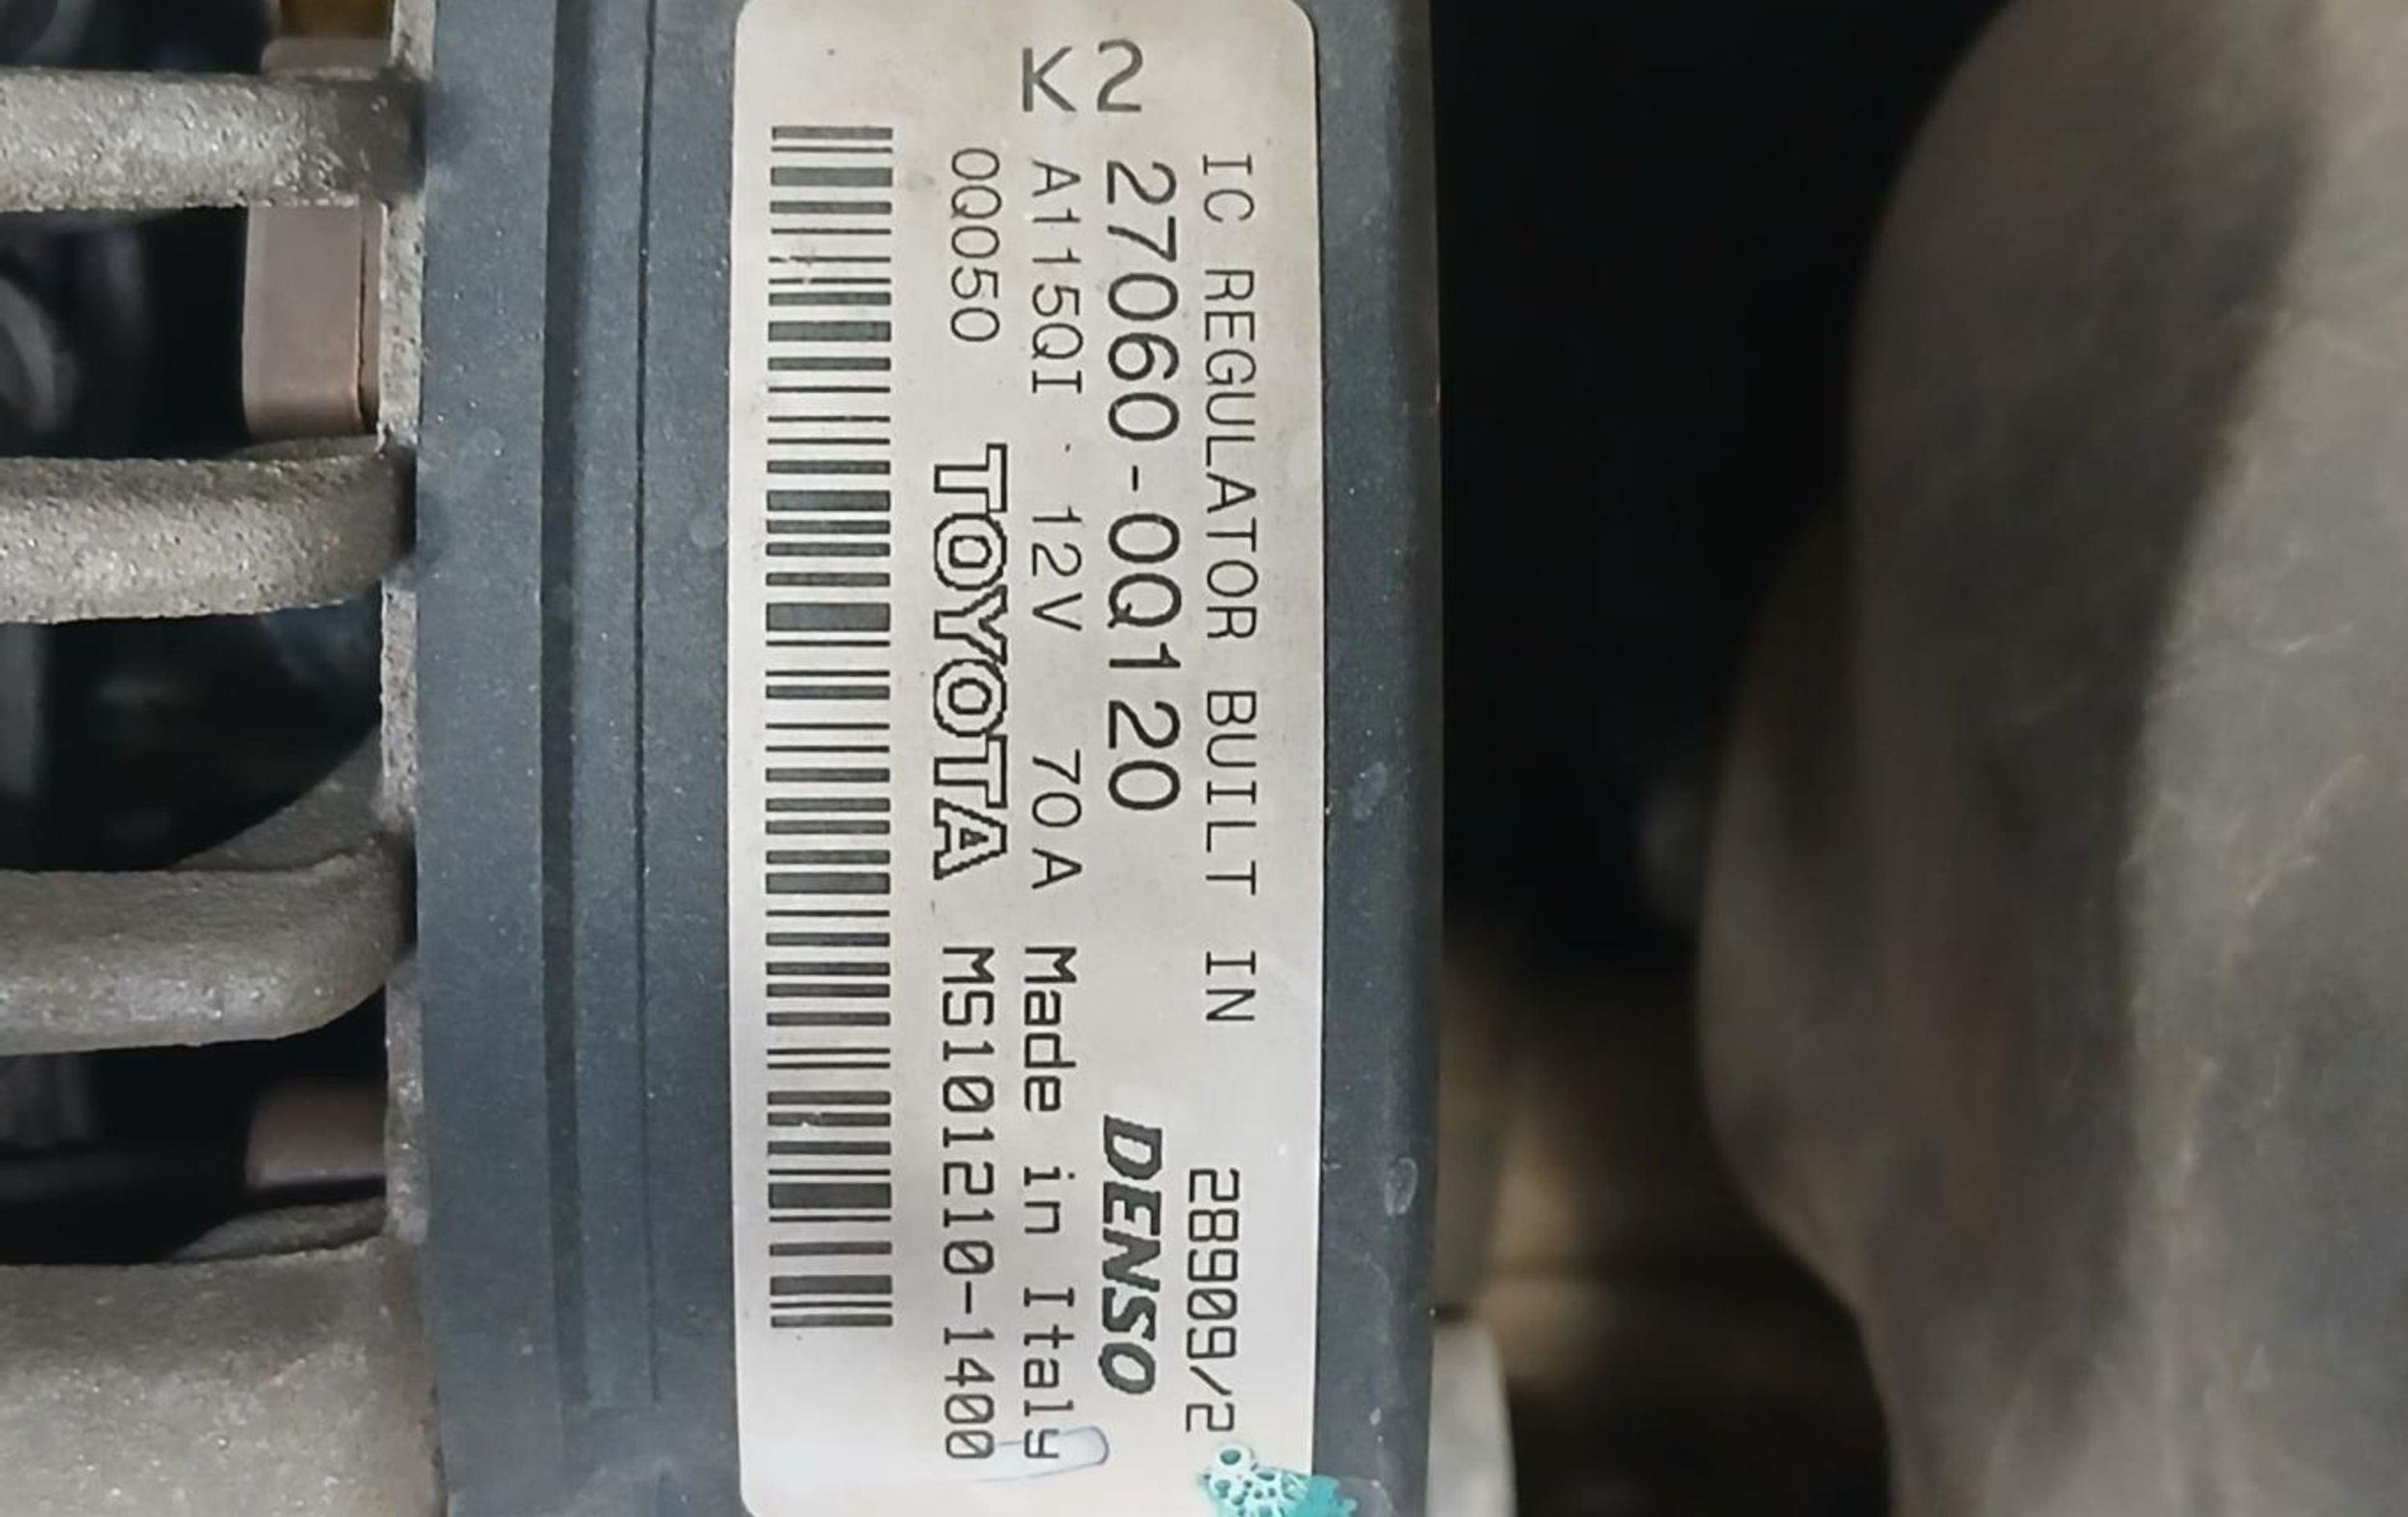 IC REGULATOR BUILT IN 28909/2
K2 27060-0Q120 DENSO
A115QI 12V 70A Made in Italy
0Q050 TOYOTA MS101210-1400